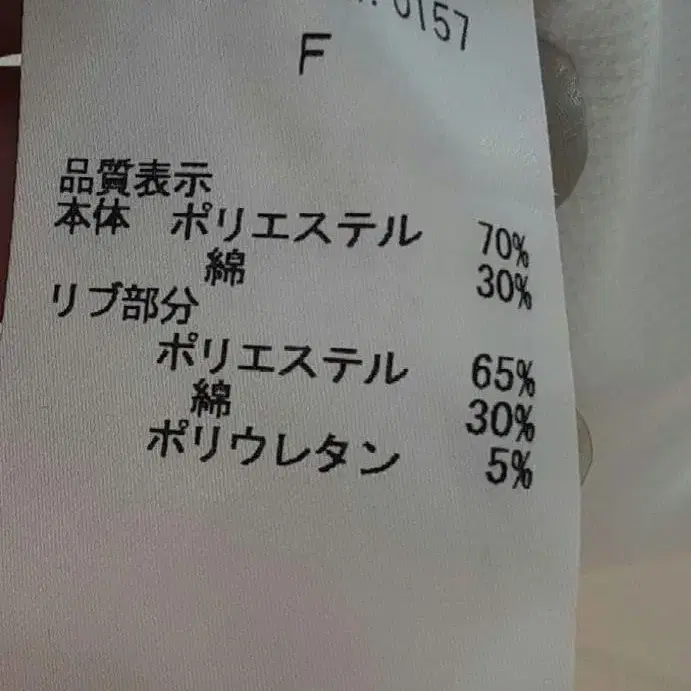 0157
F
品質表示
本体 ポリエステル 70%
綿 30%
リブ部分
ポリエステル 65%
綿 30%
ポリウレタン 5%